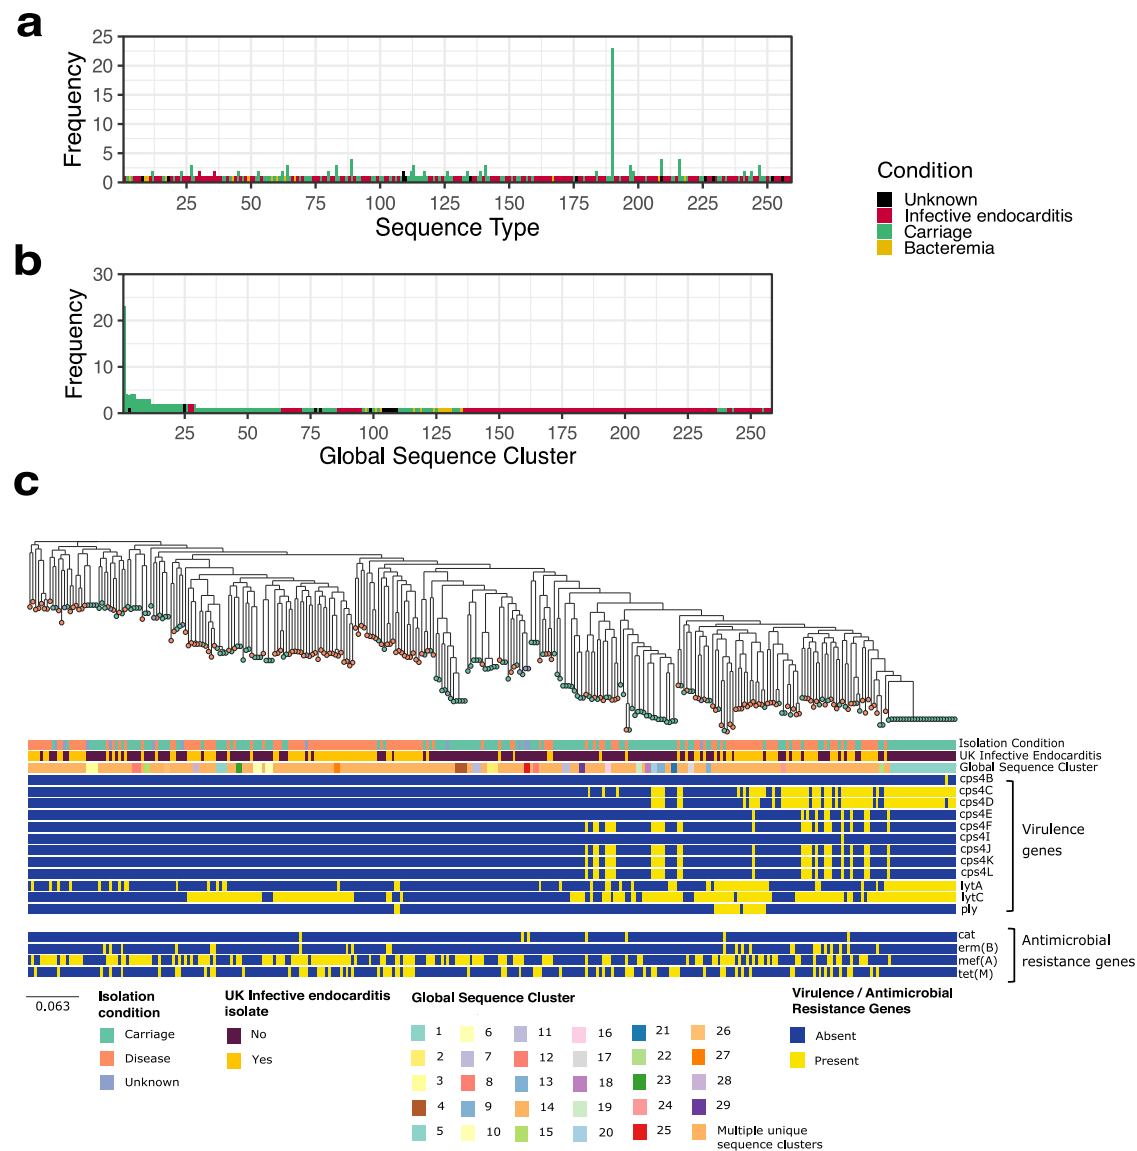 a
Frequency
25
20
15
10
5
0
25 50 75 100 125 150 175 200 225 250
Sequence Type
Condition
Unknown
Infective endocarditis
Carriage
Bacteremia
b
Frequency
30
20
10
0
25 50 75 100 125 150 175 200 225 250
Global Sequence Cluster
c
Isolation Condition
UK Infective Endocarditis
Global Sequence Cluster
cps4B
cps4C
cps4D
cps4E
cps4F
cps4I
cps4J
cps4K
cps4L
lytA
lytC
ply
Virulence
genes
cat
erm(B)
mef(A)
tet(M)
Antimicrobial
resistance genes
0.063
Isolation
condition
Carriage
Disease
Unknown
UK Infective endocarditis
isolate
No
Yes
Global Sequence Cluster
1 6 11 16 21 26
2 7 12 17 22 27
3 8 13 18 23 28
4 9 14 19 24 29
5 10 15 20 25 Multiple unique
sequence clusters
Virulence / Antimicrobial
Resistance Genes
Absent
Present